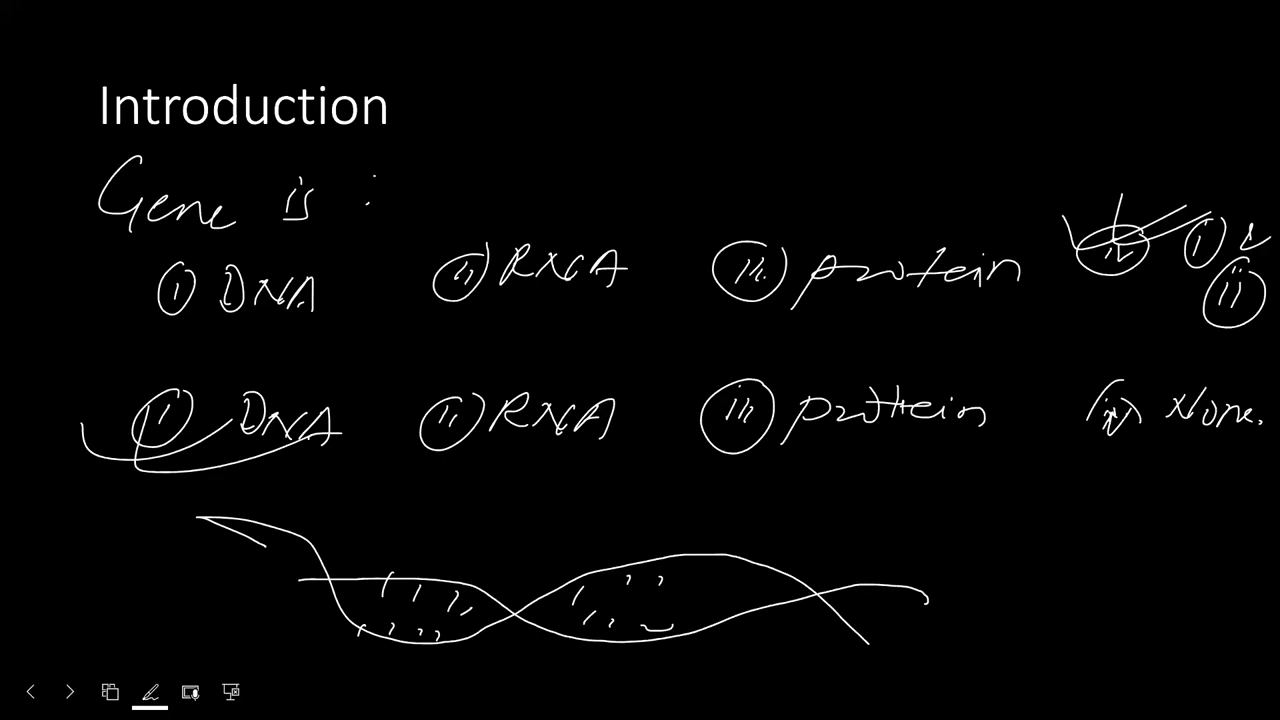 Introduction
Gene is :
(i) DNA (ii) RNA (iii) protein (iv) (i) &
(ii)
(i) DNA (ii) RNA (iii) protein (iv) None.